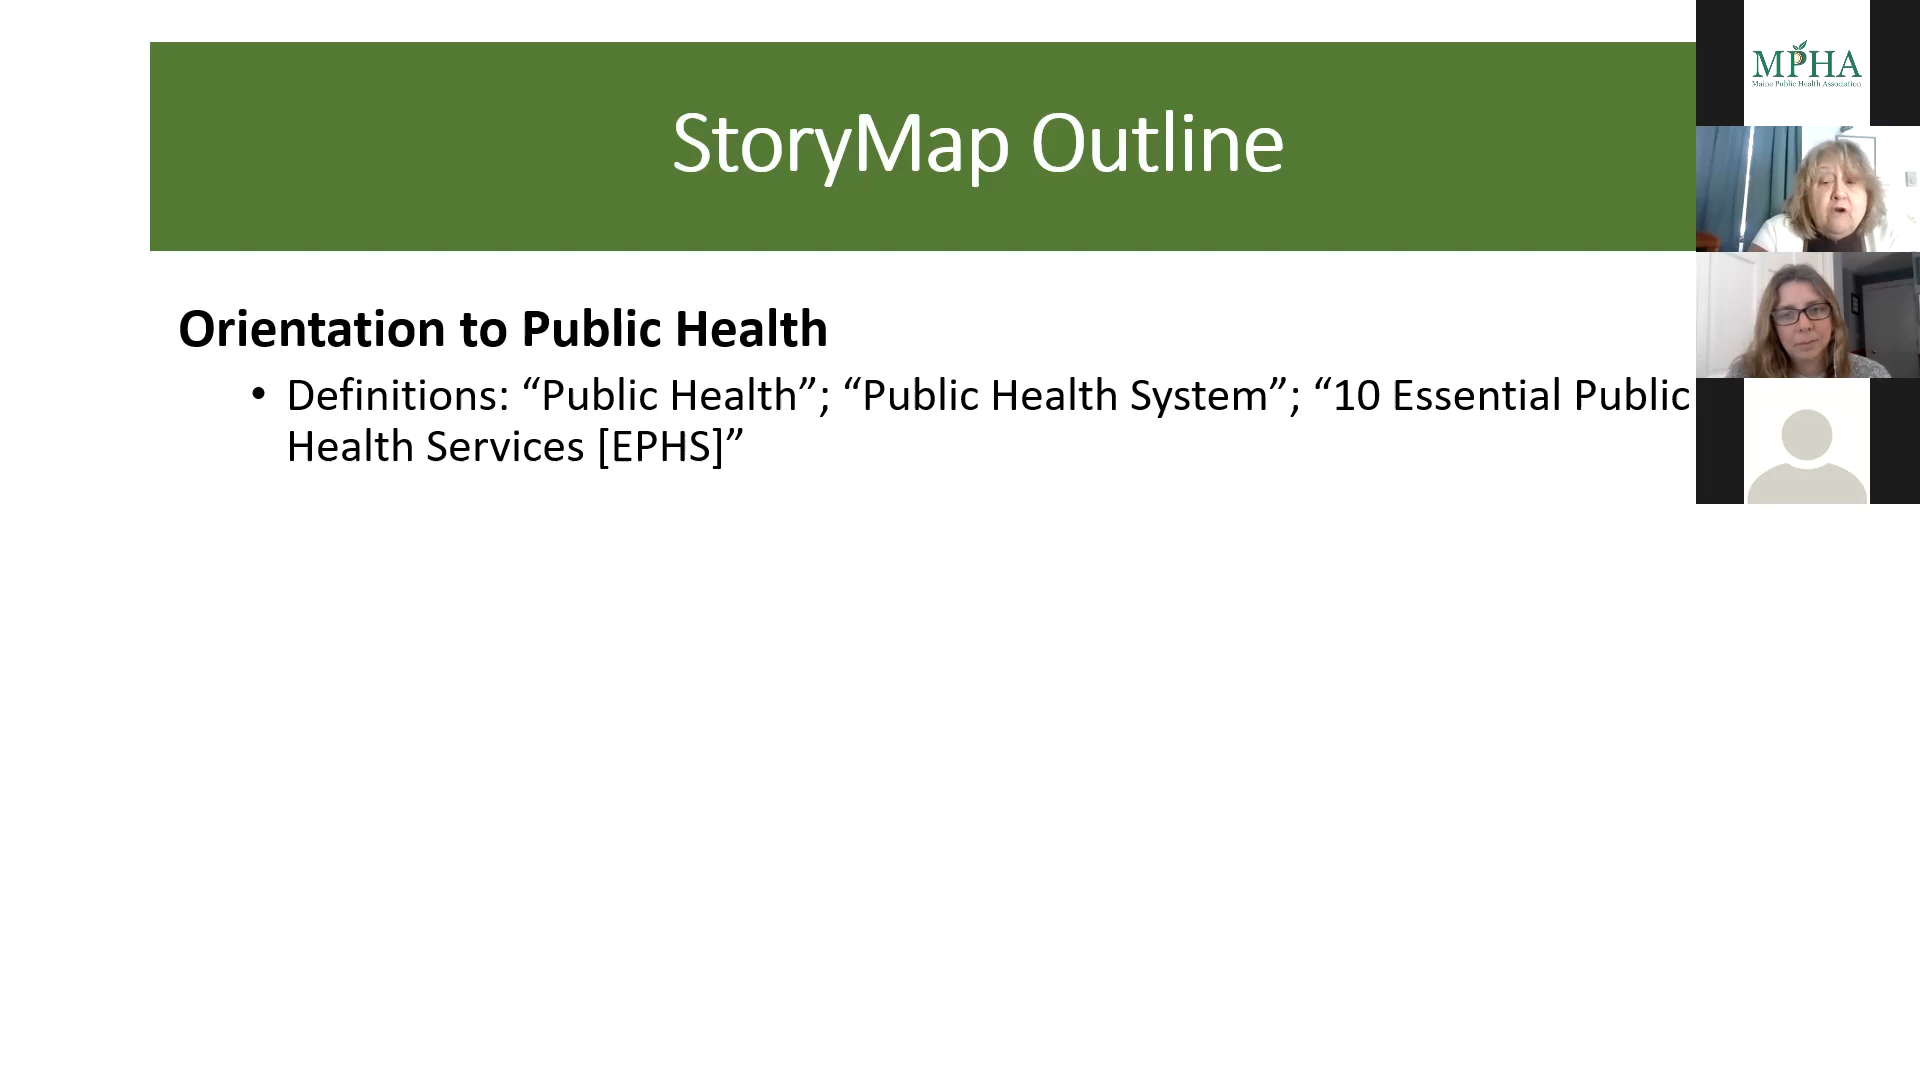 StoryMap Outline
MPHA
Maine Public Health Association
Orientation to Public Health
• Definitions: “Public Health”; “Public Health System”; “10 Essential Public
Health Services [EPHS]”